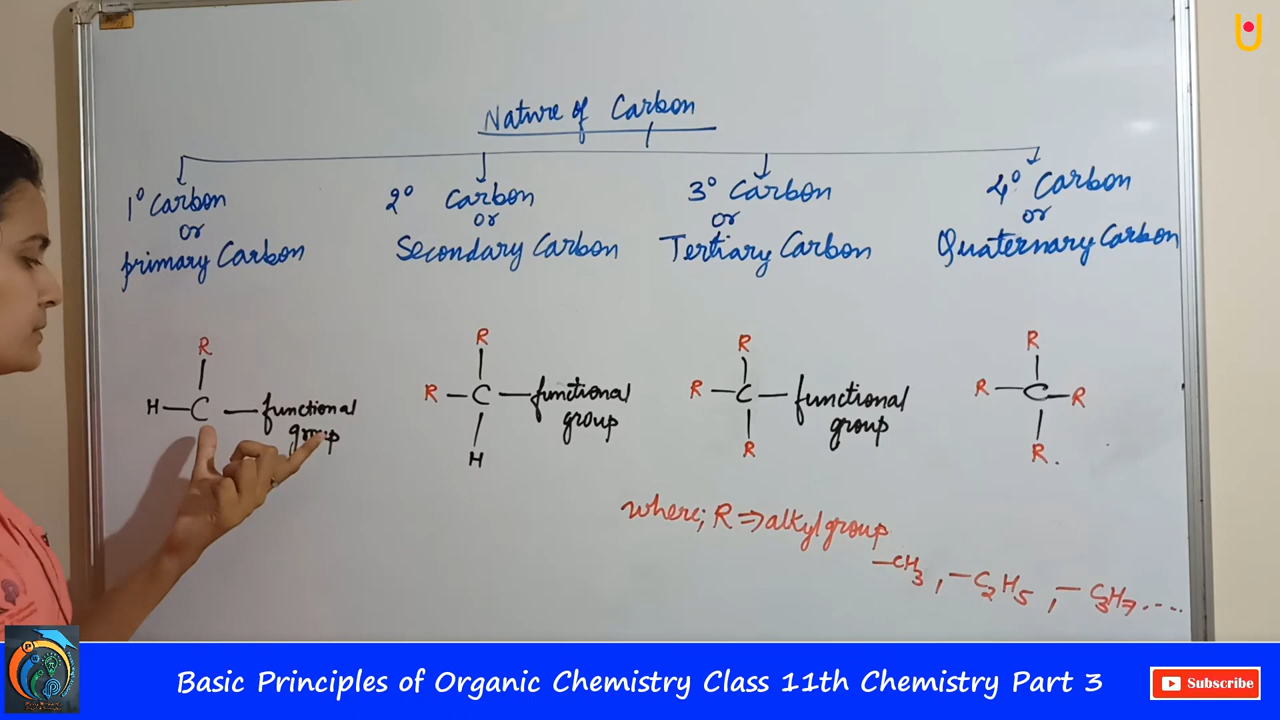 Nature of Carbon
1° Carbon
or
primary Carbon
2° Carbon
or
Secondary Carbon
3° Carbon
or
Tertiary Carbon
4° Carbon
or
Quaternary Carbon
R
H—C—functional
group
R
R—C—functional
group
H
R
R—C—functional
group
R
R
R—C—R
R.
where; R ⇒ alkyl group
—CH₃, —C₂H₅, —C₃H₇....
Basic Principles of Organic Chemistry Class 11th Chemistry Part 3
Subscribe